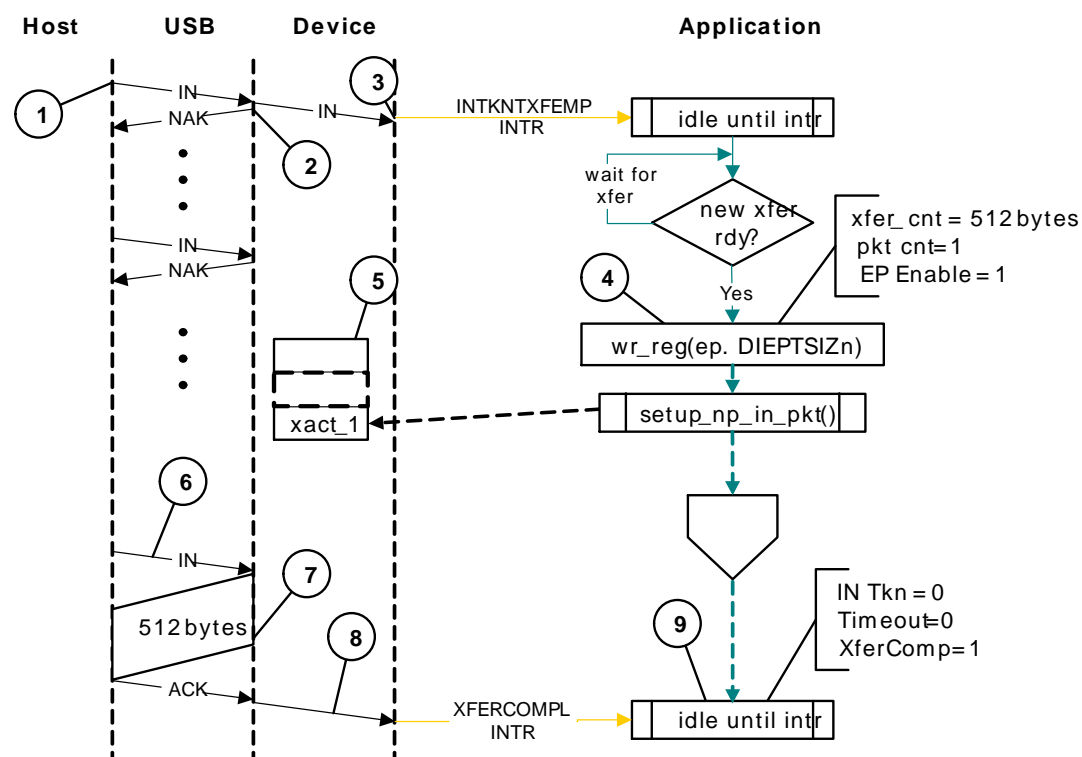 Host USB Device Application
1
IN
NAK
2
IN
3
INTKNTXFEMP
INTR
idle until intr
wait for
xfer
new xfer
rdy?
xfer_cnt = 512 bytes
pkt cnt=1
EP Enable = 1
IN
NAK
5
4
Yes
wr_reg(ep. DIEPTSIZn)
setup_np_in_pkt()
xact_1
6
IN
7
512 bytes
8
ACK
XFERCOMPL
INTR
9
IN Tkn = 0
Timeout=0
XferComp=1
idle until intr